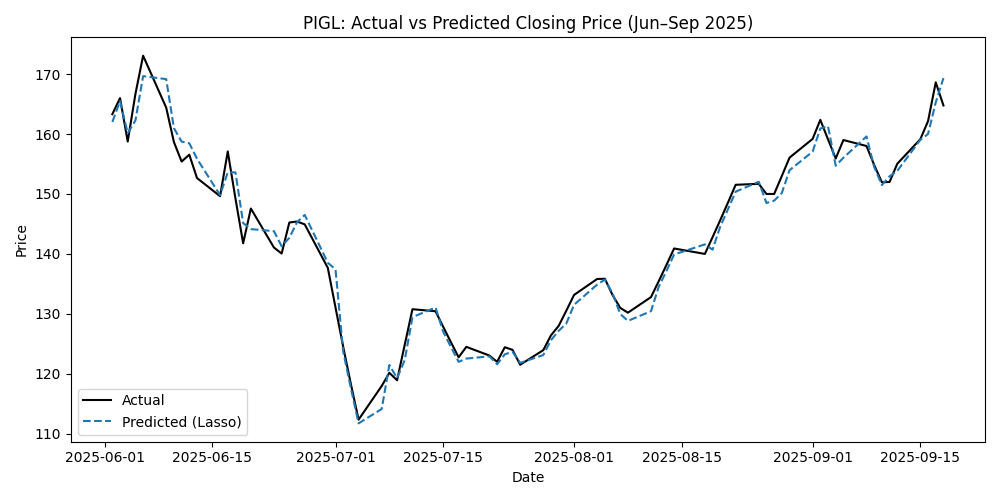 PIGL: Actual vs Predicted Closing Price (Jun–Sep 2025)
Price
170
160
150
140
130
120
110
Actual
Predicted (Lasso)
2025-06-01 2025-06-15 2025-07-01 2025-07-15 2025-08-01 2025-08-15 2025-09-01 2025-09-15
Date